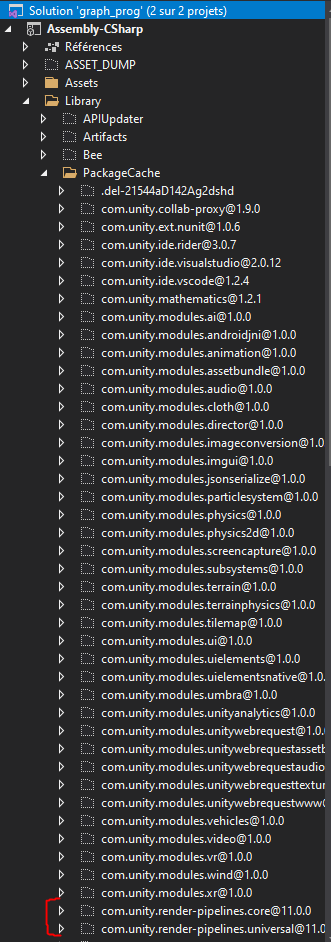 Solution 'graph_prog' (2 sur 2 projets)
Assembly-CSharp
Références
ASSET_DUMP
Assets
Library
APIUpdater
Artifacts
Bee
PackageCache
.del-21544aD142Ag2dshd
com.unity.collab-proxy@1.9.0
com.unity.ext.nunit@1.0.6
com.unity.ide.rider@3.0.7
com.unity.ide.visualstudio@2.0.12
com.unity.ide.vscode@1.2.4
com.unity.mathematics@1.2.1
com.unity.modules.ai@1.0.0
com.unity.modules.androidjni@1.0.0
com.unity.modules.animation@1.0.0
com.unity.modules.assetbundle@1.0.0
com.unity.modules.audio@1.0.0
com.unity.modules.cloth@1.0.0
com.unity.modules.director@1.0.0
com.unity.modules.imageconversion@1.0
com.unity.modules.imgui@1.0.0
com.unity.modules.jsonserialize@1.0.0
com.unity.modules.particlesystem@1.0.0
com.unity.modules.physics@1.0.0
com.unity.modules.physics2d@1.0.0
com.unity.modules.screencapture@1.0.0
com.unity.modules.subsystems@1.0.0
com.unity.modules.terrain@1.0.0
com.unity.modules.terrainphysics@1.0.0
com.unity.modules.tilemap@1.0.0
com.unity.modules.ui@1.0.0
com.unity.modules.uielements@1.0.0
com.unity.modules.uielementsnative@1.0.
com.unity.modules.umbra@1.0.0
com.unity.modules.unityanalytics@1.0.0
com.unity.modules.unitywebrequest@1.0.
com.unity.modules.unitywebrequestasset
com.unity.modules.unitywebrequestaudio
com.unity.modules.unitywebrequesttextur
com.unity.modules.unitywebrequestwww@
com.unity.modules.vehicles@1.0.0
com.unity.modules.video@1.0.0
com.unity.modules.vr@1.0.0
com.unity.modules.wind@1.0.0
com.unity.modules.xr@1.0.0
com.unity.render-pipelines.core@11.0.0
com.unity.render-pipelines.universal@11.0